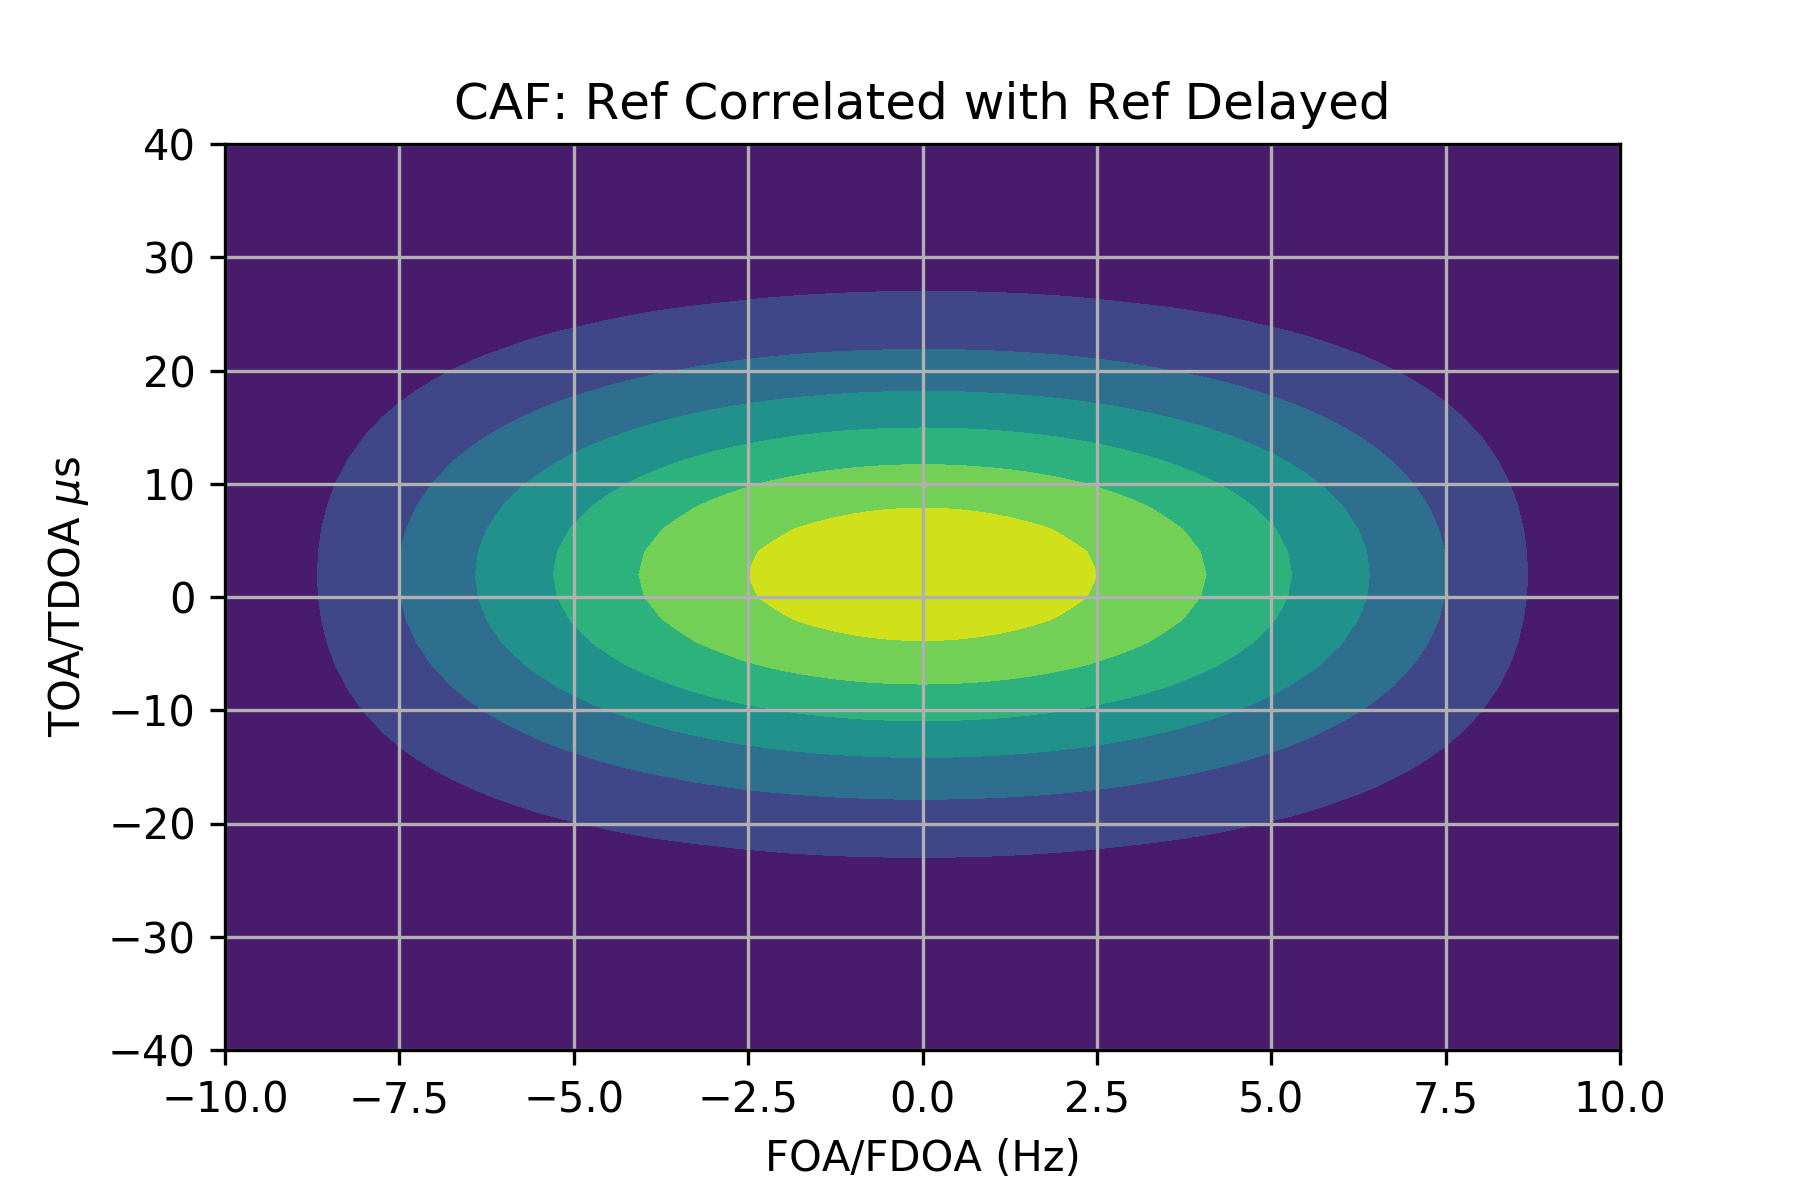 CAF: Ref Correlated with Ref Delayed
40
30
20
10
0
−10
−20
−30
−40
TOA/TDOA μs
−10.0 −7.5 −5.0 −2.5 0.0 2.5 5.0 7.5 10.0
FOA/FDOA (Hz)